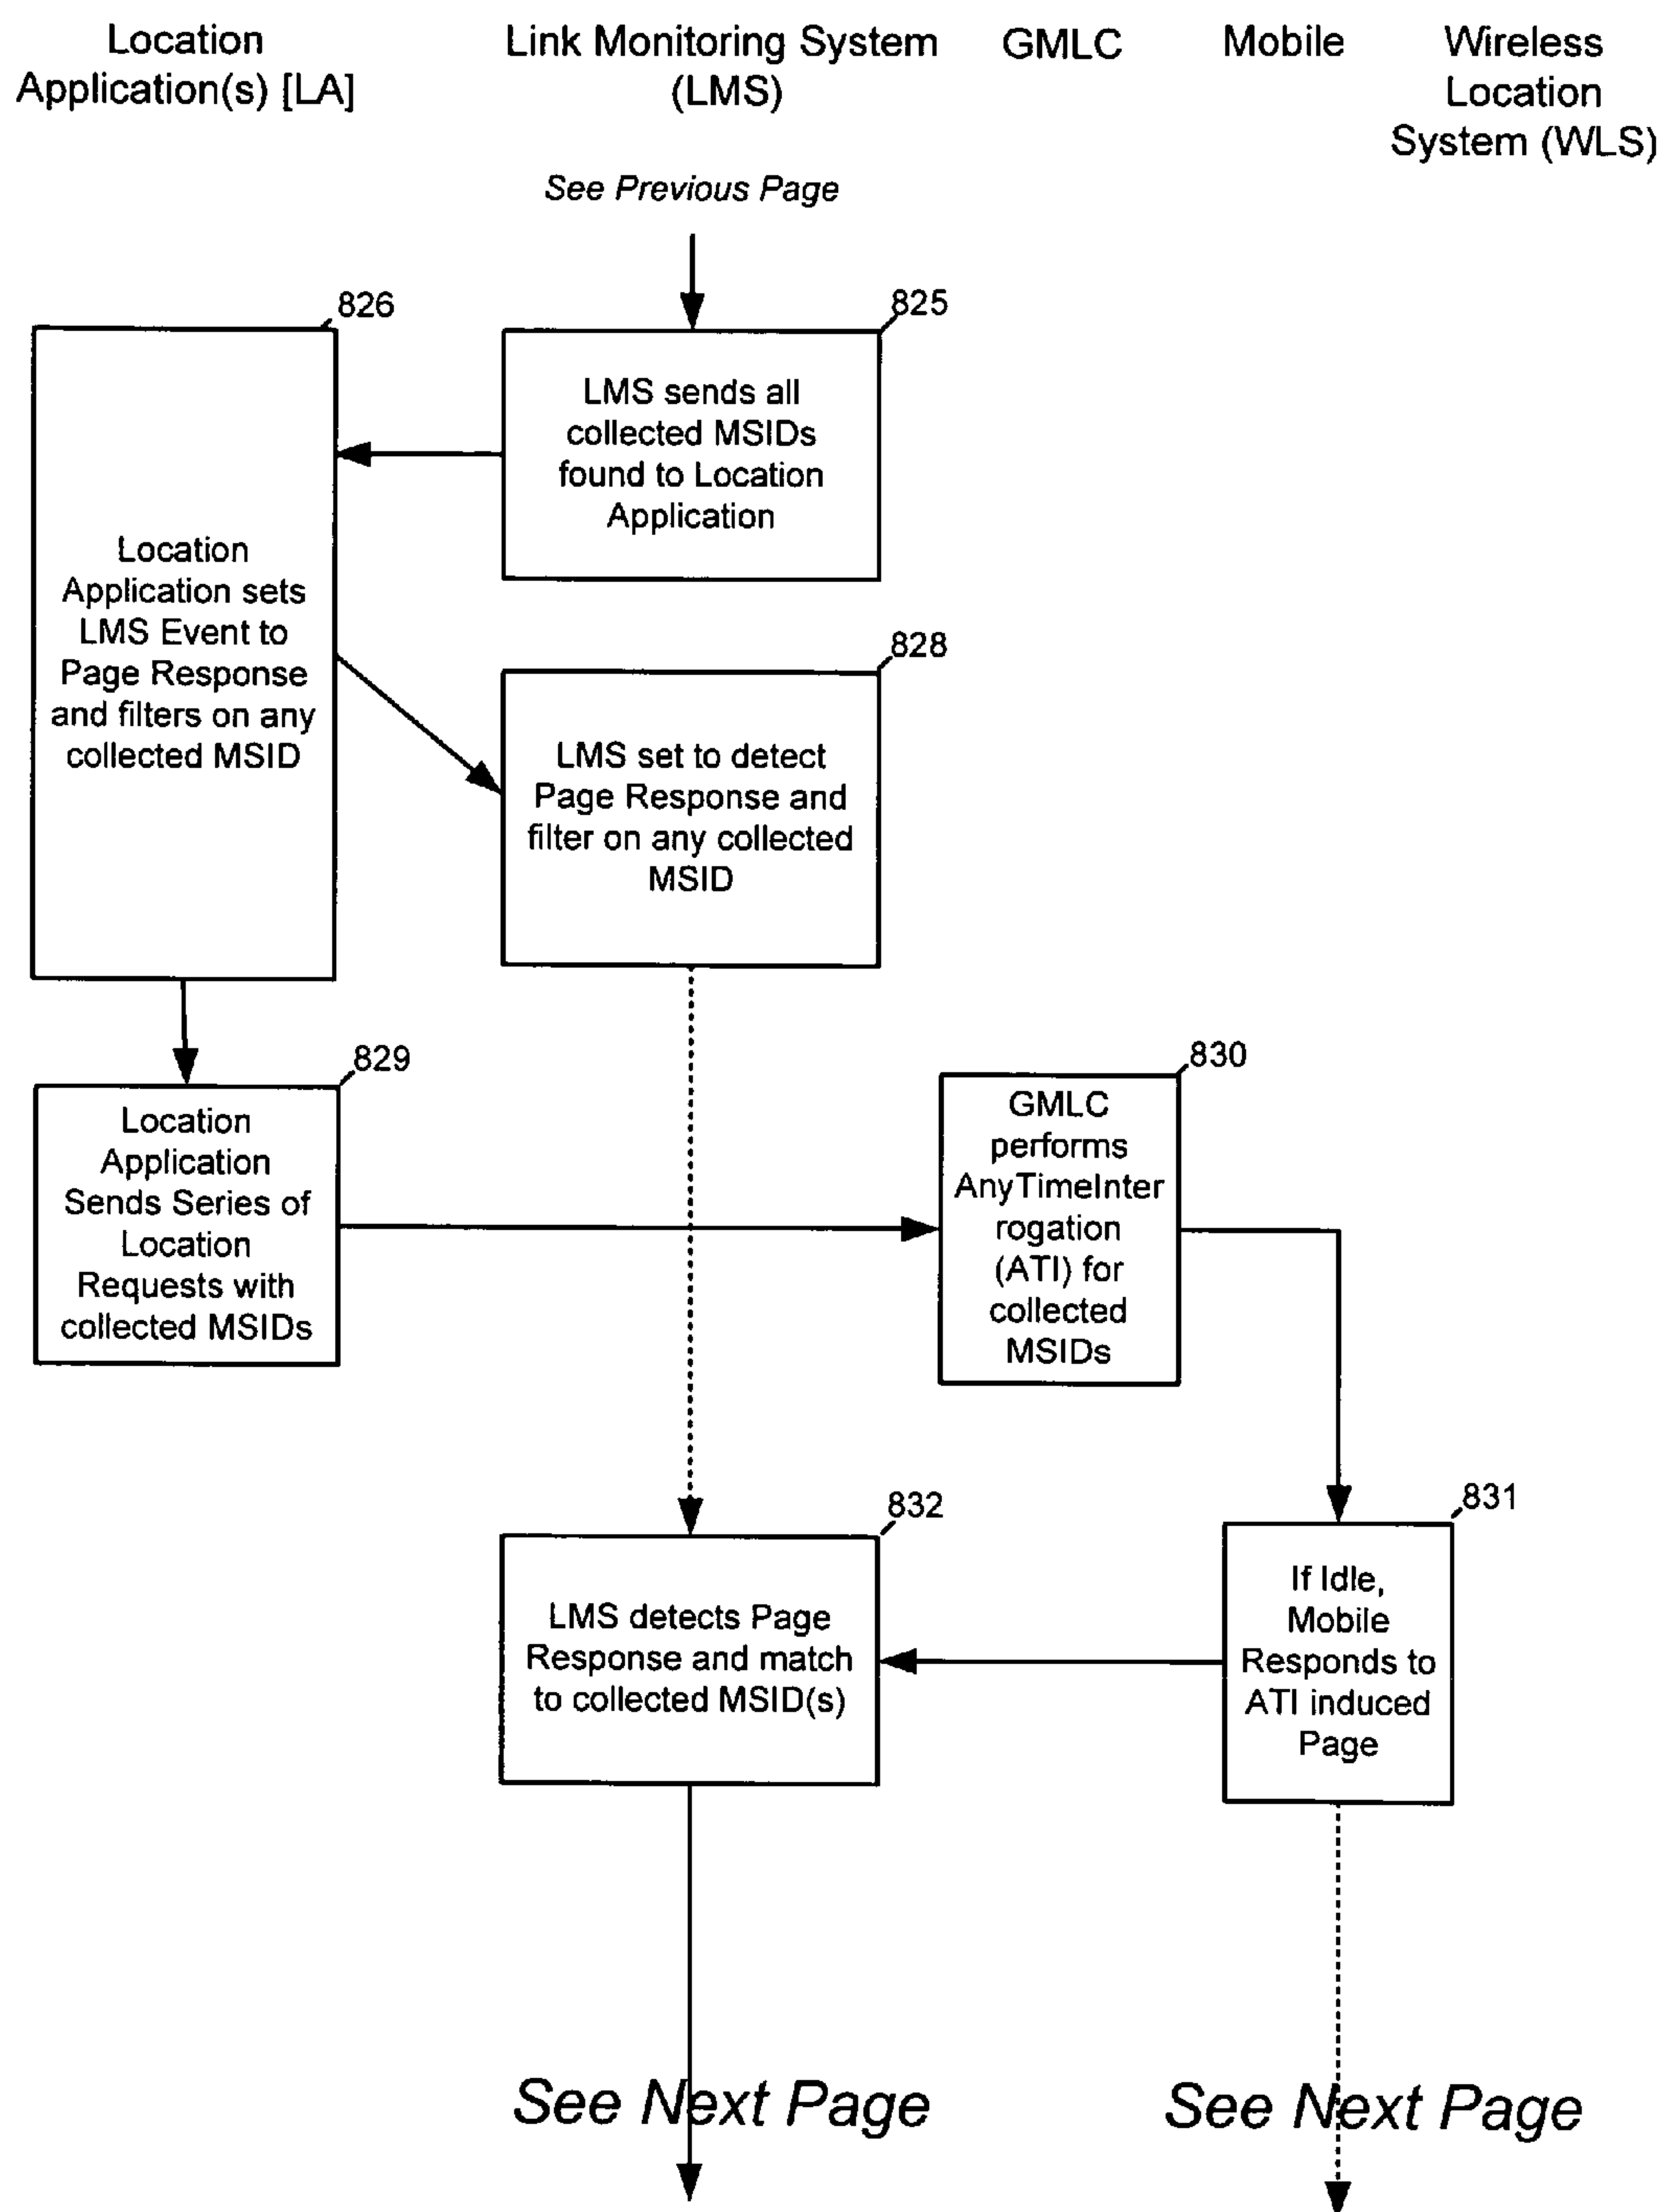 Location
Application(s) [LA]
Link Monitoring System
(LMS)
GMLC
Mobile
Wireless
Location
System (WLS)
See Previous Page
826
825
LMS sends all
collected MSIDs
found to Location
Application
Location
Application sets
LMS Event to
Page Response
and filters on any
collected MSID
828
LMS set to detect
Page Response and
filter on any collected
MSID
829
Location
Application
Sends Series of
Location
Requests with
collected MSIDs
830
GMLC
performs
AnyTimeInter
rogation
(ATI) for
collected
MSIDs
832
LMS detects Page
Response and match
to collected MSID(s)
831
If Idle,
Mobile
Responds to
ATI induced
Page
See Next Page
See Next Page